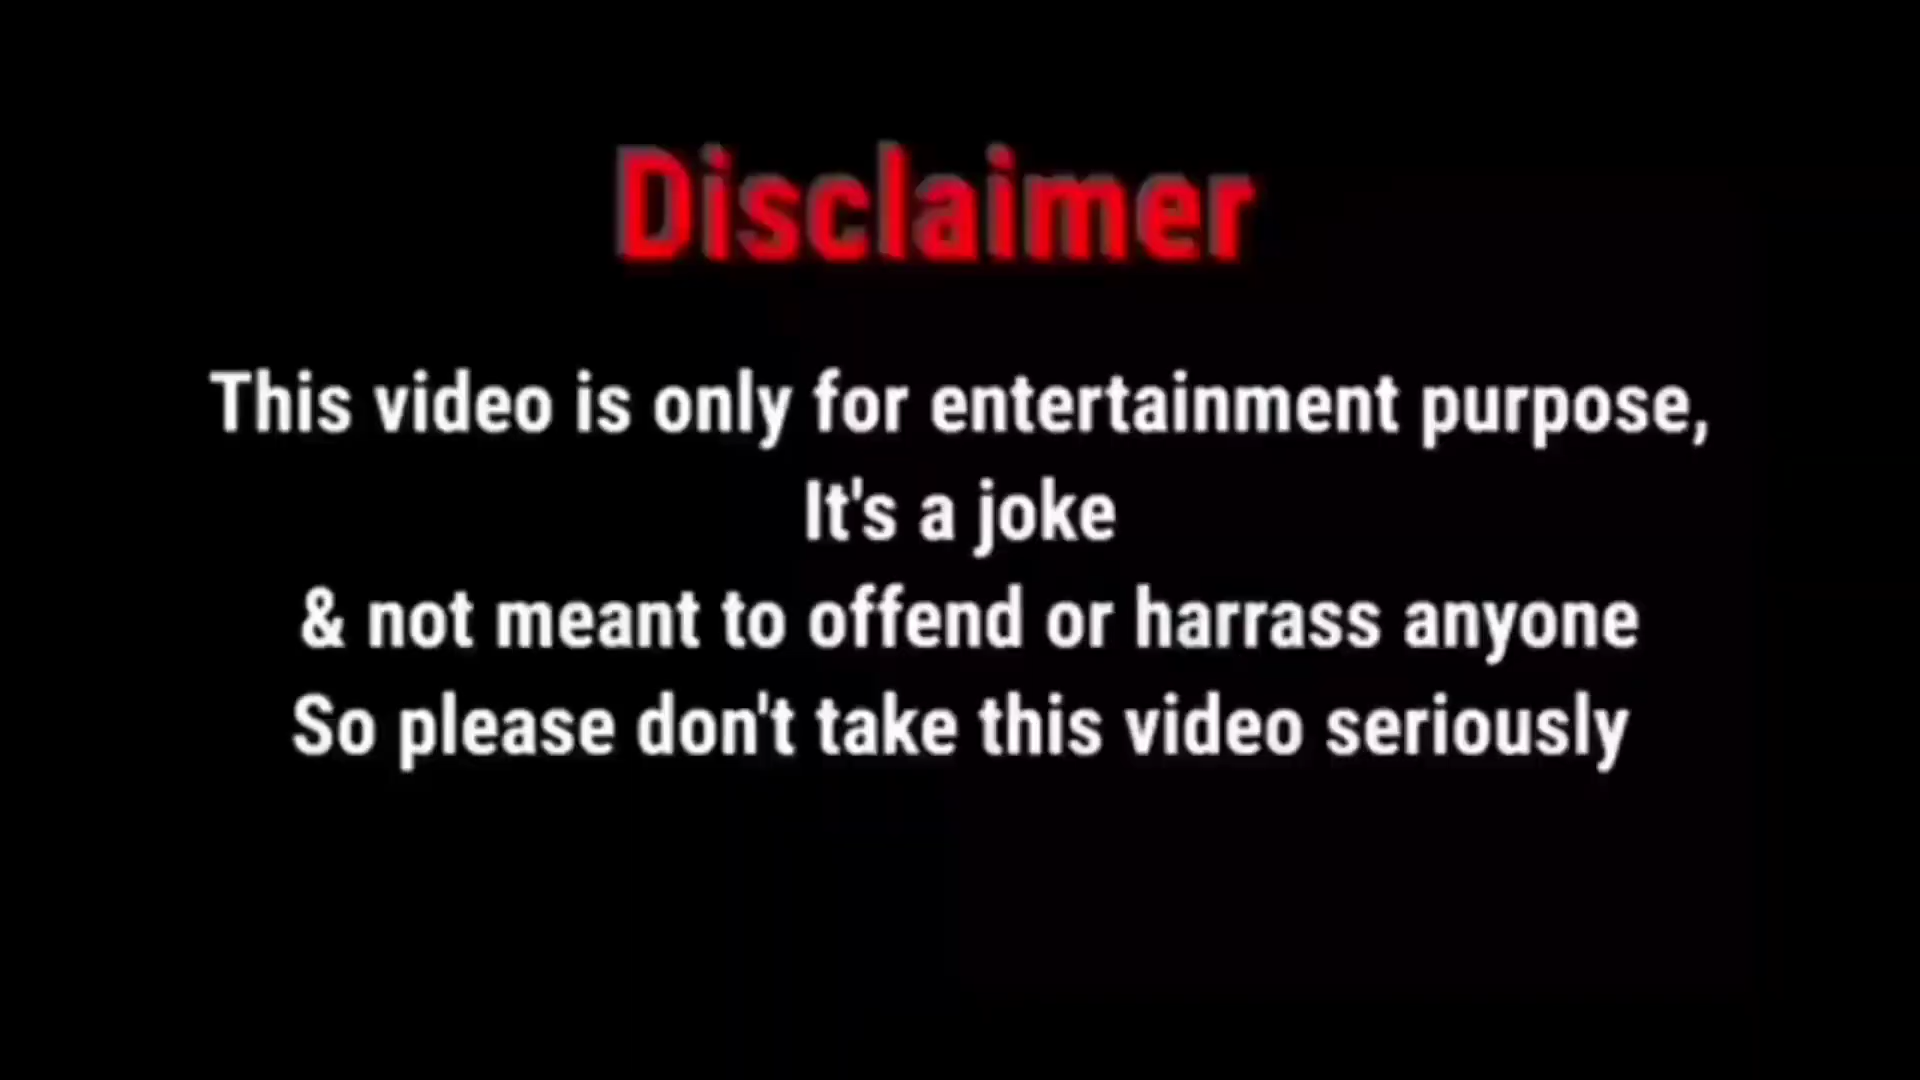 Disclaimer
This video is only for entertainment purpose,
It's a joke
& not meant to offend or harrass anyone
So please don't take this video seriously